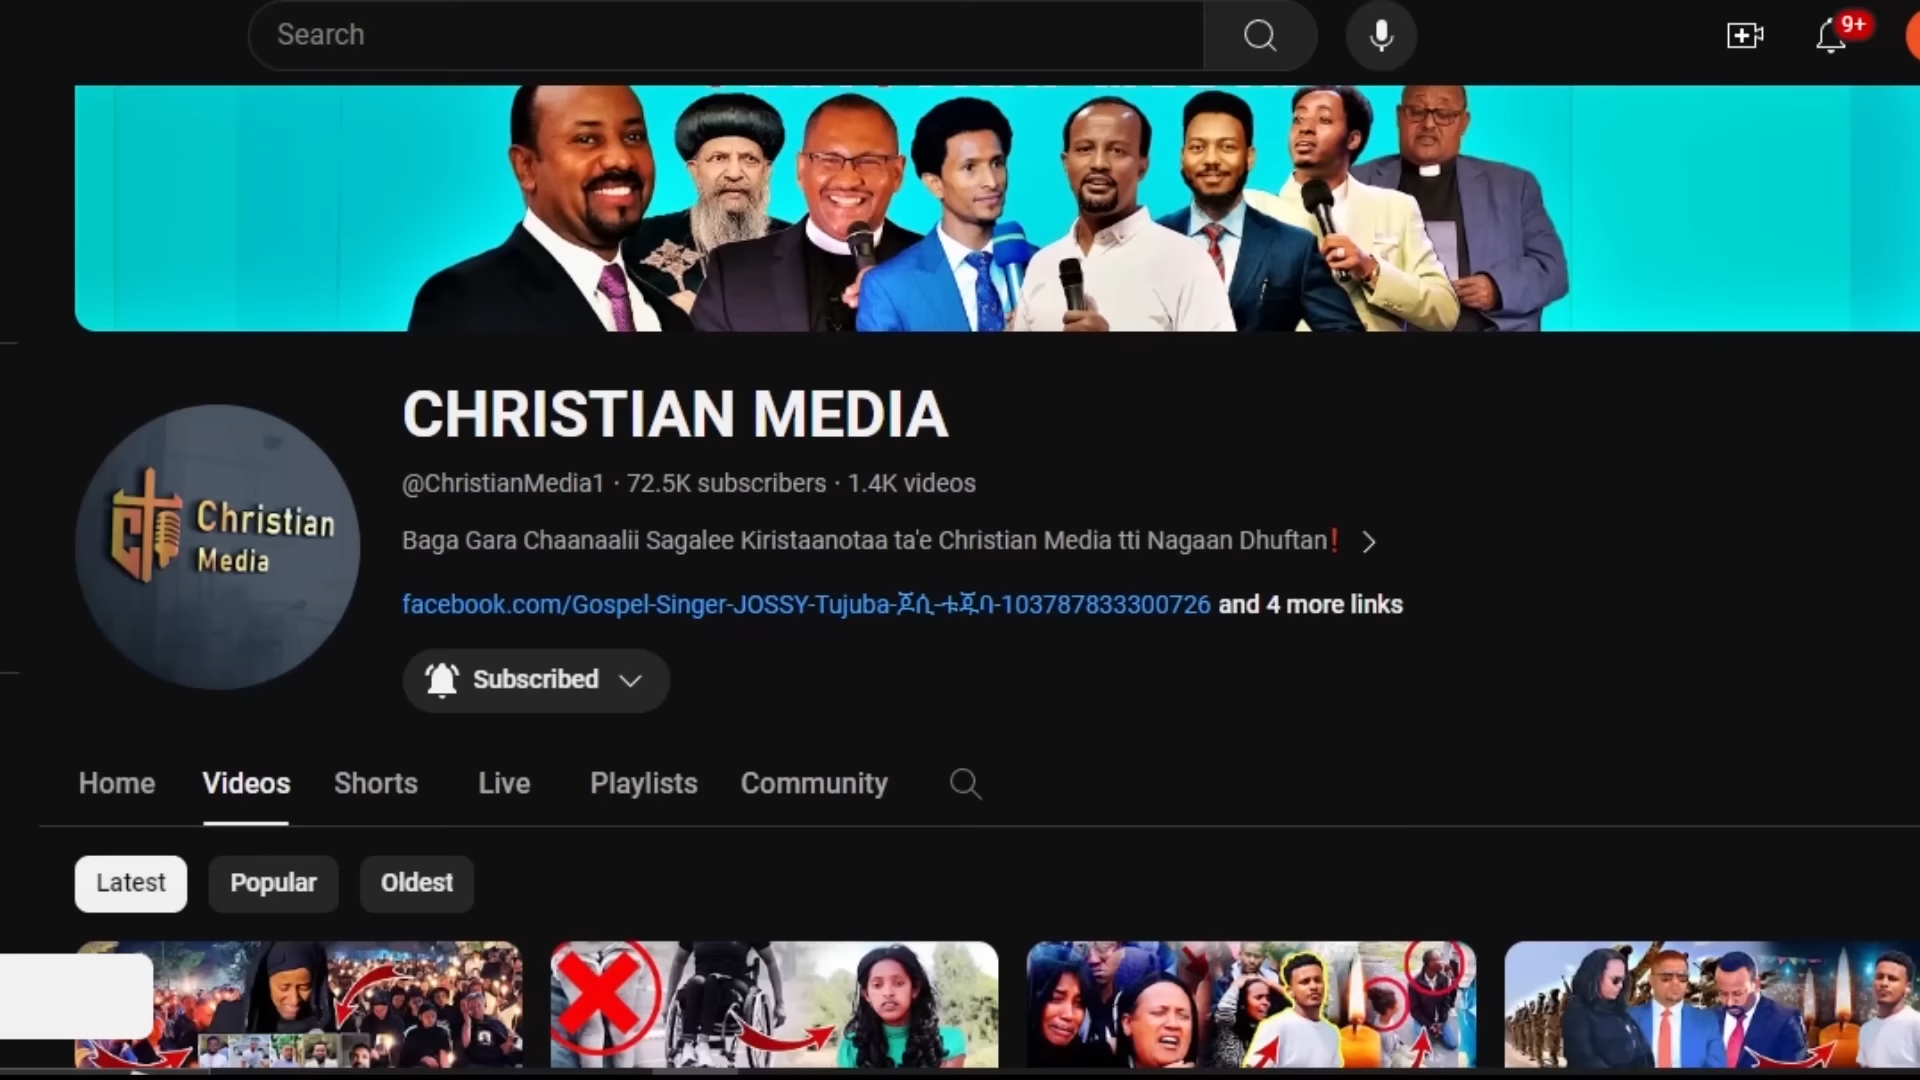 Search
9+
CHRISTIAN MEDIA
@ChristianMedia1 · 72.5K subscribers · 1.4K videos
Baga Gara Chaanaalii Sagalee Kiristaanotaa ta'e Christian Media tti Nagaan Dhuftan❗
facebook.com/Gospel-Singer-JOSSY-Tujuba-ጆሲ-ቱጁባ-103787833300726 and 4 more links
Christian
Media
Subscribed
Home Videos Shorts Live Playlists Community
Latest Popular Oldest